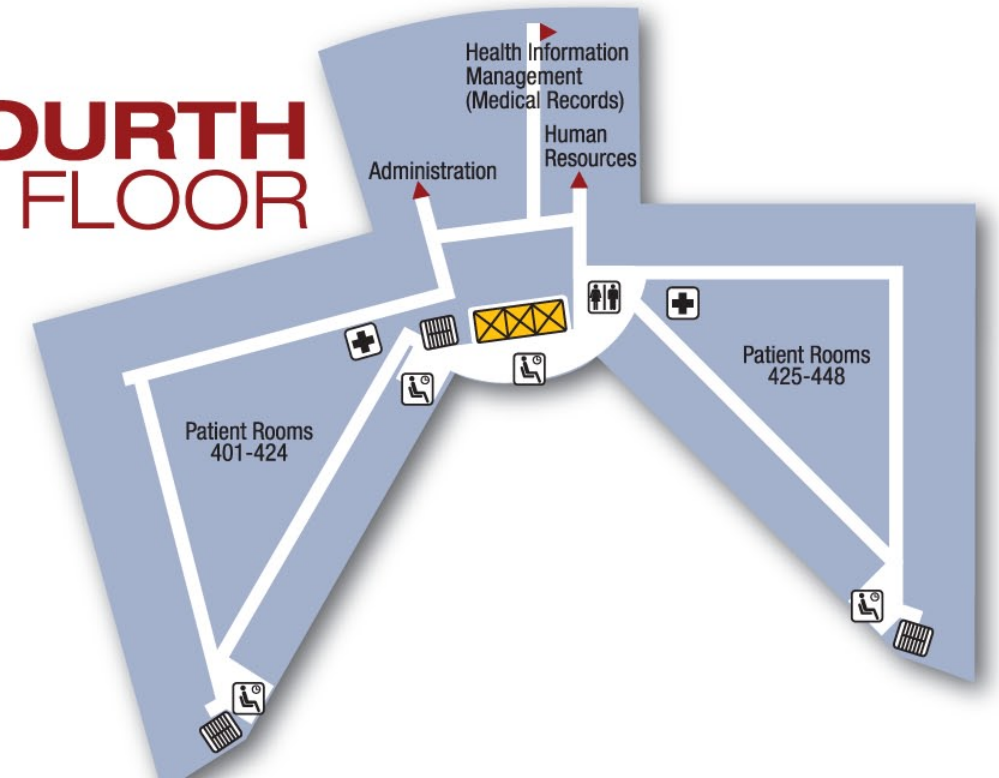 OURTH
FLOOR
Health Information
Management
(Medical Records)
Human
Resources
Administration
Patient Rooms
425-448
Patient Rooms
401-424